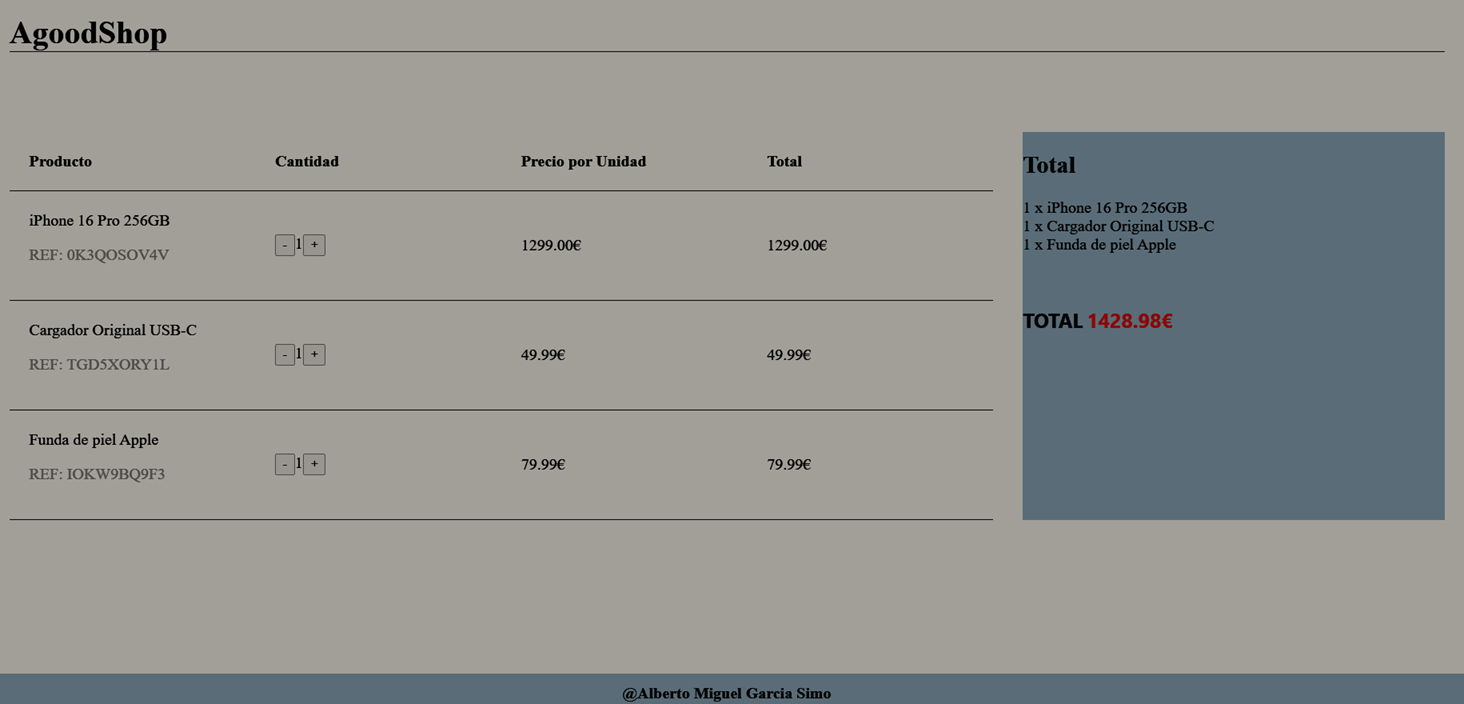 AgoodShop
Producto Cantidad Precio por Unidad Total
iPhone 16 Pro 256GB
REF: 0K3QOSOV4V
- 1 + 1299.00€ 1299.00€
Cargador Original USB-C
REF: TGD5XORY1L
- 1 + 49.99€ 49.99€
Funda de piel Apple
REF: IOKW9BQ9F3
- 1 + 79.99€ 79.99€
Total
1 x iPhone 16 Pro 256GB
1 x Cargador Original USB-C
1 x Funda de piel Apple
TOTAL 1428.98€
@Alberto Miguel Garcia Simo